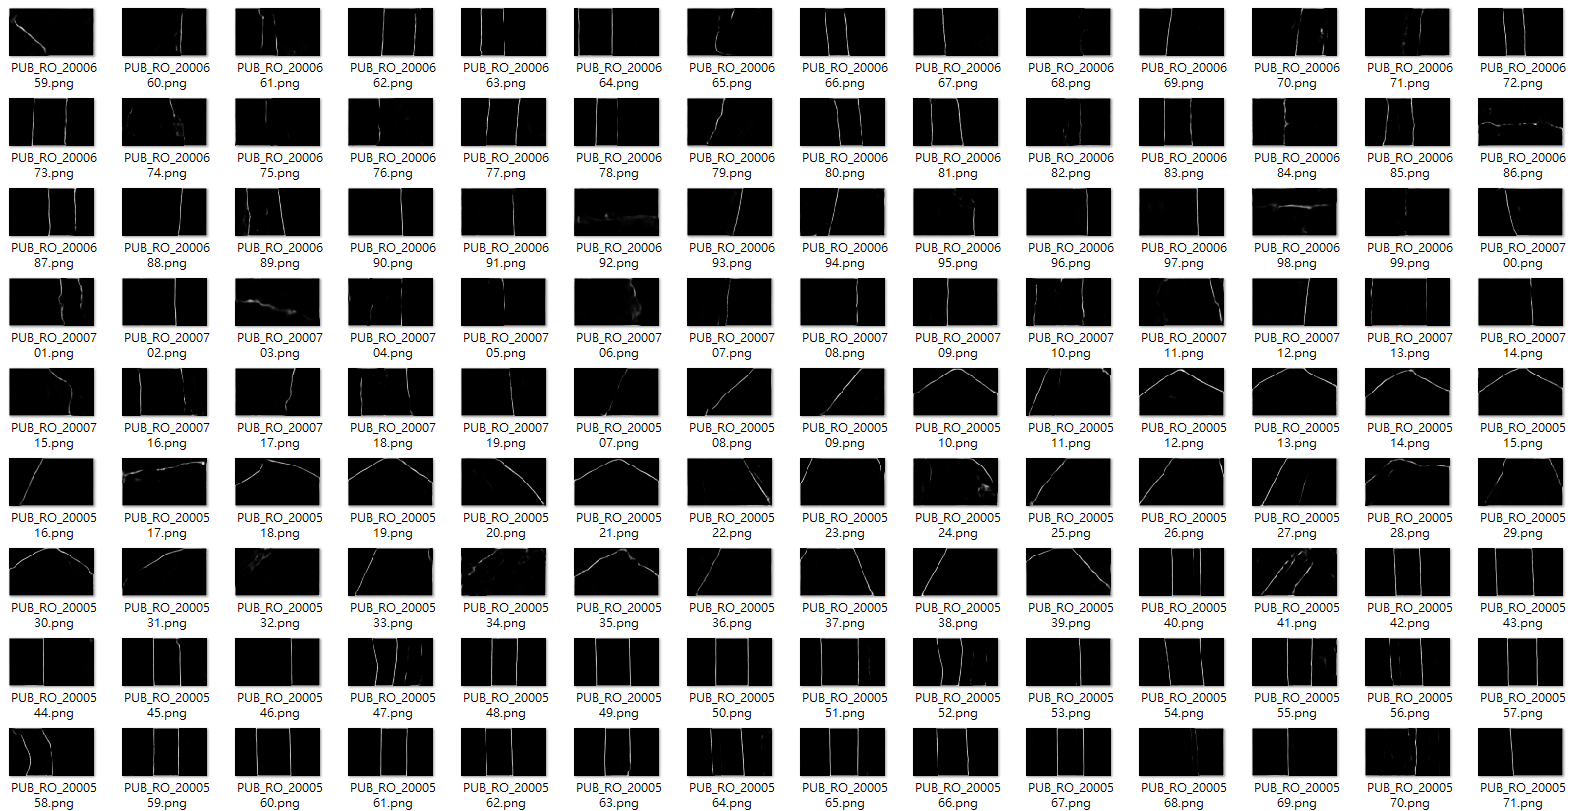 PUB_RO_20006 PUB_RO_20006 PUB_RO_20006 PUB_RO_20006 PUB_RO_20006 PUB_RO_20006 PUB_RO_20006 PUB_RO_20006 PUB_RO_20006 PUB_RO_20006 PUB_RO_20006 PUB_RO_20006 PUB_RO_20006 PUB_RO_20006
59.png 60.png 61.png 62.png 63.png 64.png 65.png 66.png 67.png 68.png 69.png 70.png 71.png 72.png
PUB_RO_20006 PUB_RO_20006 PUB_RO_20006 PUB_RO_20006 PUB_RO_20006 PUB_RO_20006 PUB_RO_20006 PUB_RO_20006 PUB_RO_20006 PUB_RO_20006 PUB_RO_20006 PUB_RO_20006 PUB_RO_20006 PUB_RO_20006
73.png 74.png 75.png 76.png 77.png 78.png 79.png 80.png 81.png 82.png 83.png 84.png 85.png 86.png
PUB_RO_20006 PUB_RO_20006 PUB_RO_20006 PUB_RO_20006 PUB_RO_20006 PUB_RO_20006 PUB_RO_20006 PUB_RO_20006 PUB_RO_20006 PUB_RO_20006 PUB_RO_20006 PUB_RO_20006 PUB_RO_20006 PUB_RO_20007
87.png 88.png 89.png 90.png 91.png 92.png 93.png 94.png 95.png 96.png 97.png 98.png 99.png 00.png
PUB_RO_20007 PUB_RO_20007 PUB_RO_20007 PUB_RO_20007 PUB_RO_20007 PUB_RO_20007 PUB_RO_20007 PUB_RO_20007 PUB_RO_20007 PUB_RO_20007 PUB_RO_20007 PUB_RO_20007 PUB_RO_20007 PUB_RO_20007
01.png 02.png 03.png 04.png 05.png 06.png 07.png 08.png 09.png 10.png 11.png 12.png 13.png 14.png
PUB_RO_20007 PUB_RO_20007 PUB_RO_20007 PUB_RO_20007 PUB_RO_20007 PUB_RO_20005 PUB_RO_20005 PUB_RO_20005 PUB_RO_20005 PUB_RO_20005 PUB_RO_20005 PUB_RO_20005 PUB_RO_20005 PUB_RO_20005
15.png 16.png 17.png 18.png 19.png 07.png 08.png 09.png 10.png 11.png 12.png 13.png 14.png 15.png
PUB_RO_20005 PUB_RO_20005 PUB_RO_20005 PUB_RO_20005 PUB_RO_20005 PUB_RO_20005 PUB_RO_20005 PUB_RO_20005 PUB_RO_20005 PUB_RO_20005 PUB_RO_20005 PUB_RO_20005 PUB_RO_20005 PUB_RO_20005
16.png 17.png 18.png 19.png 20.png 21.png 22.png 23.png 24.png 25.png 26.png 27.png 28.png 29.png
PUB_RO_20005 PUB_RO_20005 PUB_RO_20005 PUB_RO_20005 PUB_RO_20005 PUB_RO_20005 PUB_RO_20005 PUB_RO_20005 PUB_RO_20005 PUB_RO_20005 PUB_RO_20005 PUB_RO_20005 PUB_RO_20005 PUB_RO_20005
30.png 31.png 32.png 33.png 34.png 35.png 36.png 37.png 38.png 39.png 40.png 41.png 42.png 43.png
PUB_RO_20005 PUB_RO_20005 PUB_RO_20005 PUB_RO_20005 PUB_RO_20005 PUB_RO_20005 PUB_RO_20005 PUB_RO_20005 PUB_RO_20005 PUB_RO_20005 PUB_RO_20005 PUB_RO_20005 PUB_RO_20005 PUB_RO_20005
44.png 45.png 46.png 47.png 48.png 49.png 50.png 51.png 52.png 53.png 54.png 55.png 56.png 57.png
PUB_RO_20005 PUB_RO_20005 PUB_RO_20005 PUB_RO_20005 PUB_RO_20005 PUB_RO_20005 PUB_RO_20005 PUB_RO_20005 PUB_RO_20005 PUB_RO_20005 PUB_RO_20005 PUB_RO_20005 PUB_RO_20005 PUB_RO_20005
58.png 59.png 60.png 61.png 62.png 63.png 64.png 65.png 66.png 67.png 68.png 69.png 70.png 71.png